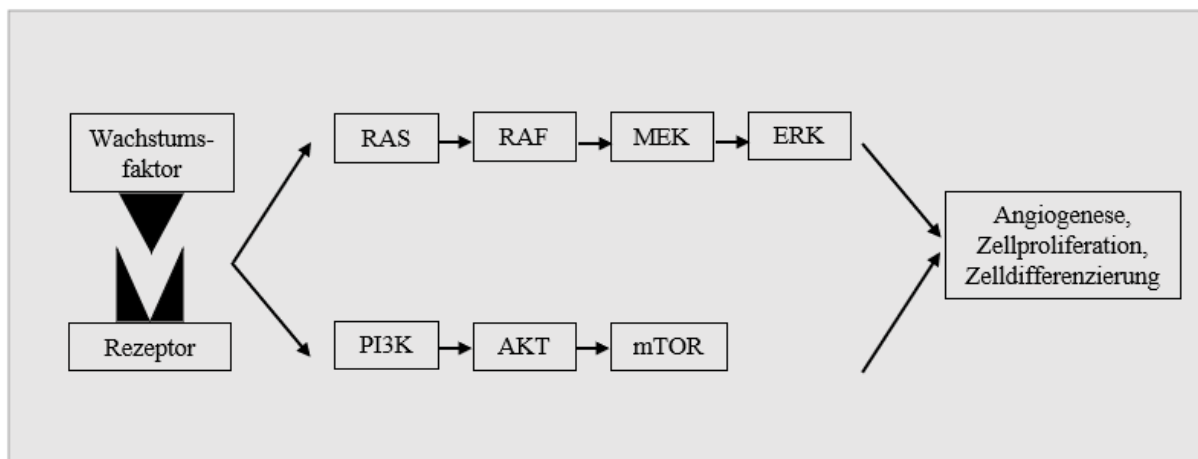 Wachstums-
faktor
Rezeptor
RAS
RAF
MEK
ERK
PI3K
AKT
mTOR
Angiogenese,
Zellproliferation,
Zelldifferenzierung